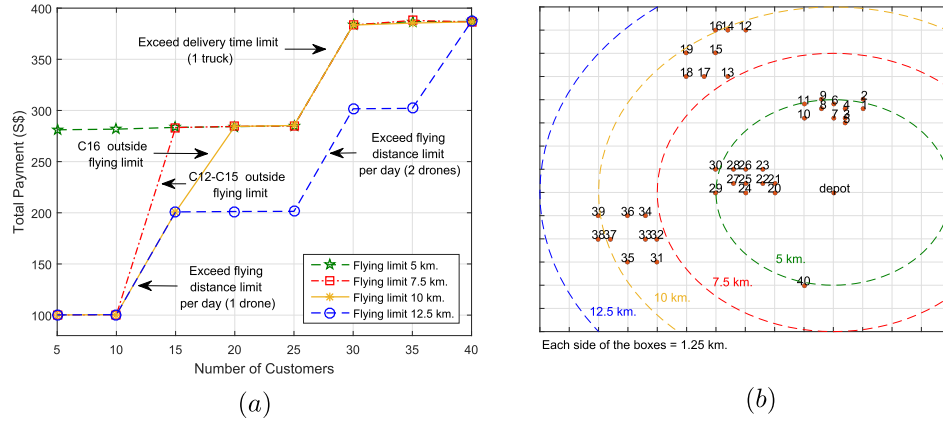 400
350
300
250
200
150
100
Total Payment (S$)
5
10
15
20
25
30
35
40
Number of Customers
Exceed delivery time limit
(1 truck)
C16 outside
flying limit
C12-C15 outside
flying limit
Exceed flying
distance limit
per day (2 drones)
Exceed flying
distance limit
per day (1 drone)
Flying limit 5 km.
Flying limit 7.5 km.
Flying limit 10 km.
Flying limit 12.5 km.
(a)
16 14 12
19 15
18 17 13
11 9 6 2
5 4
10 7 3
30 28 26 23
27 25 22 21
29 24 20
depot
39 36 34
38 37 33 32
35 31
40
5 km.
7.5 km.
10 km.
12.5 km.
Each side of the boxes = 1.25 km.
(b)